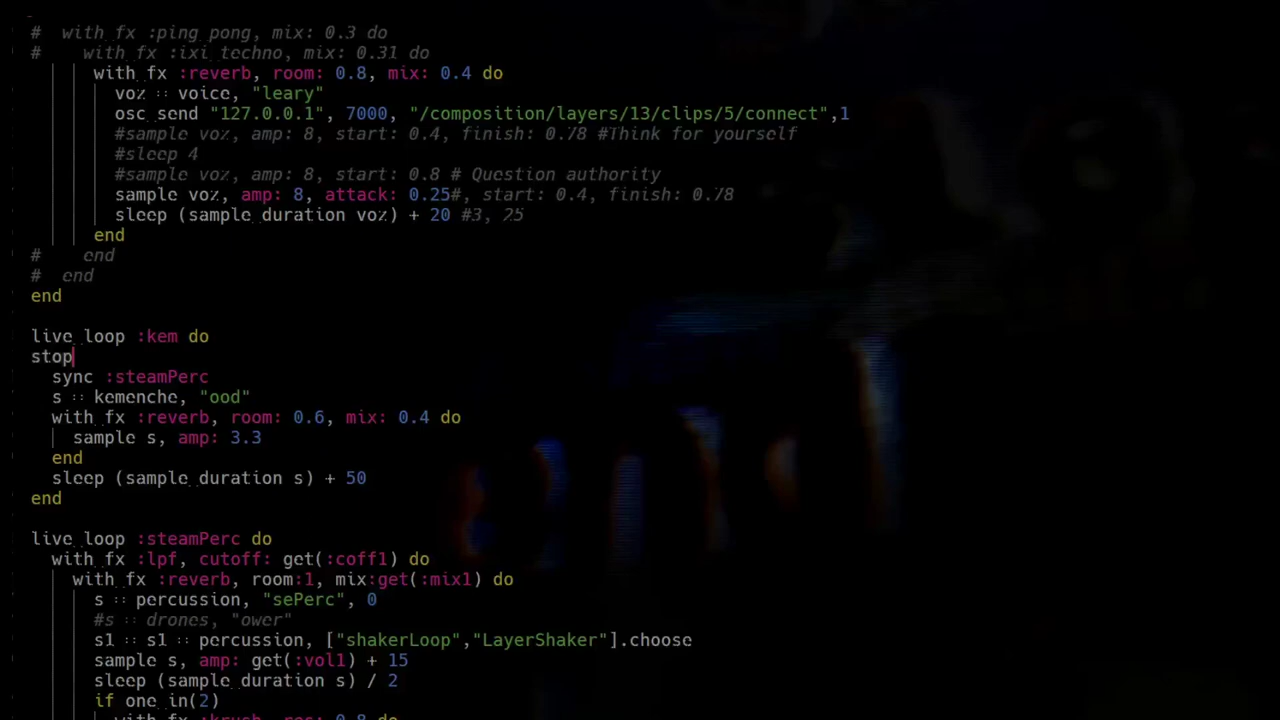 #  with_fx :ping_pong, mix: 0.3 do
#    with_fx :ixi_techno, mix: 0.31 do
with_fx :reverb, room: 0.8, mix: 0.4 do
voz = voice, "leary"
osc_send "127.0.0.1", 7000, "/composition/layers/13/clips/5/connect",1
#sample voz, amp: 8, start: 0.4, finish: 0.78 #Think for yourself
#sleep 4
#sample voz, amp: 8, start: 0.8 # Question authority
sample voz, amp: 8, attack: 0.25#, start: 0.4, finish: 0.78
sleep (sample_duration voz) + 20 #3, 25
end
#    end
#  end
end
live_loop :kem do
stop
sync :steamPerc
s = kemenche, "ood"
with_fx :reverb, room: 0.6, mix: 0.4 do
sample s, amp: 3.3
end
sleep (sample_duration s) + 50
end
live_loop :steamPerc do
with_fx :lpf, cutoff: get(:coff1) do
with_fx :reverb, room:1, mix:get(:mix1) do
s = percussion, "sePerc", 0
#s = drones, "ower"
s1 = s1 = percussion, ["shakerLoop","LayerShaker"].choose
sample s, amp: get(:vol1) + 15
sleep (sample_duration s) / 2
if one_in(2)
with_fx :krush, res: 0.8 do